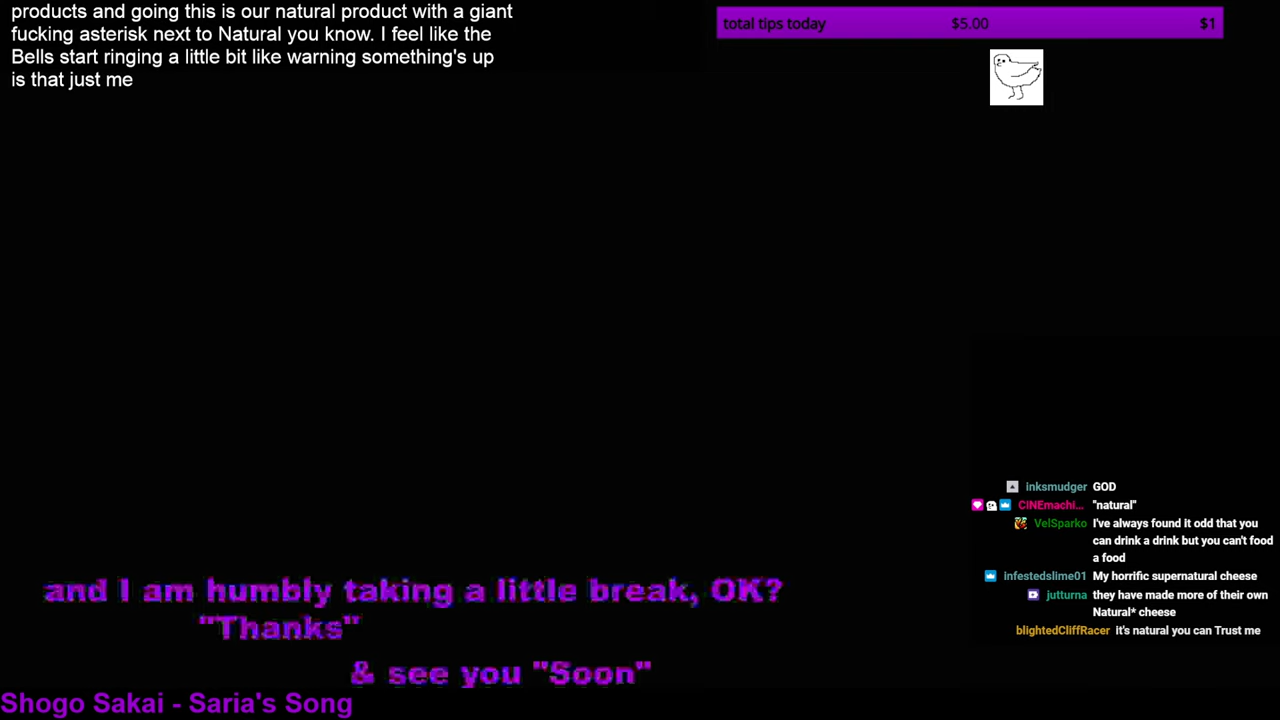 products and going this is our natural product with a giant
fucking asterisk next to Natural you know. I feel like the
Bells start ringing a little bit like warning something's up
is that just me
total tips today $5.00 $1
inksmudger GOD
CINEmachi... "natural"
VelSparko I've always found it odd that you
can drink a drink but you can't food
a food
infestedslime01 My horrific supernatural cheese
jutturna they have made more of their own
Natural* cheese
blightedCliffRacer it's natural you can Trust me
and I am humbly taking a little break, OK?
"Thanks"
& see you "Soon"
Shogo Sakai - Saria's Song